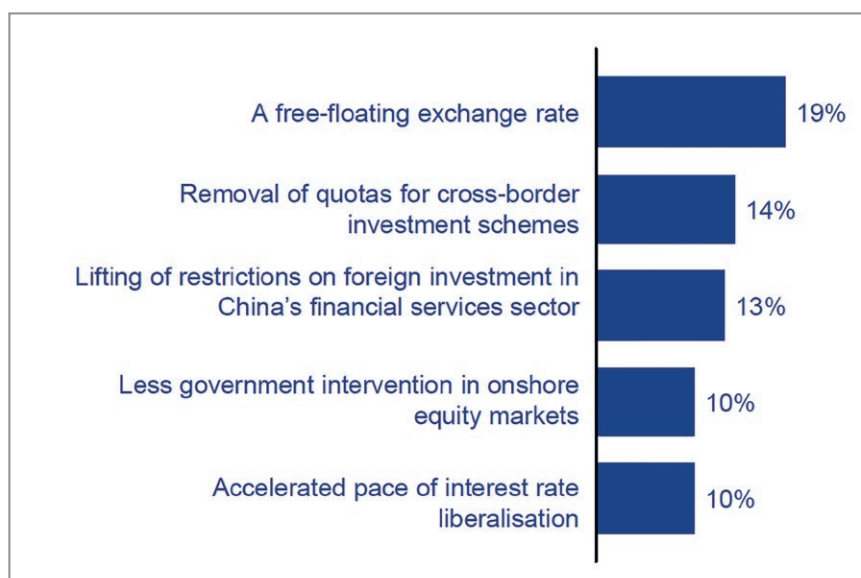 A free-floating exchange rate
19%
Removal of quotas for cross-border
investment schemes
14%
Lifting of restrictions on foreign investment in
China's financial services sector
13%
Less government intervention in onshore
equity markets
10%
Accelerated pace of interest rate
liberalisation
10%